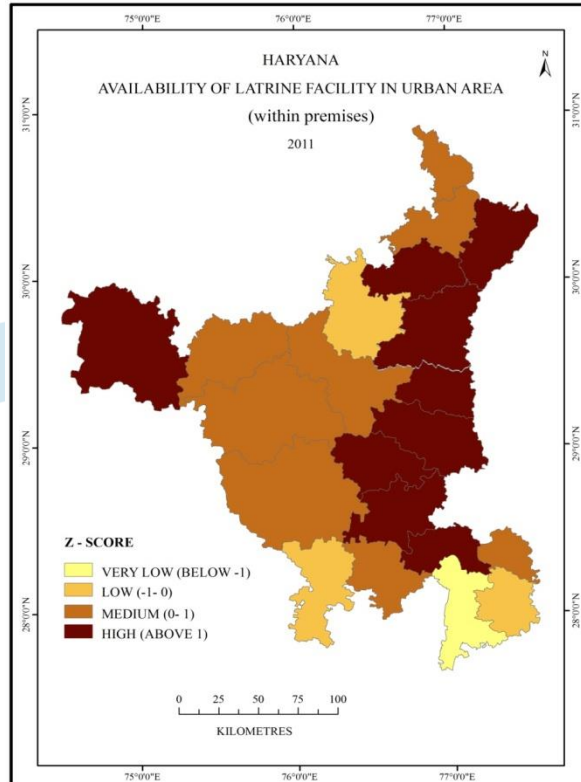 75°0'0"E 76°0'0"E 77°0'0"E
HARYANA
N
AVAILABILITY OF LATRINE FACILITY IN URBAN AREA
(within premises)
2011
31°0'0"N 31°0'0"N
30°0'0"N 30°0'0"N
29°0'0"N 29°0'0"N
28°0'0"N 28°0'0"N
Z - SCORE
VERY LOW (BELOW -1)
LOW (-1- 0)
MEDIUM (0- 1)
HIGH (ABOVE 1)
0 25 50 75 100
KILOMETRES
75°0'0"E 76°0'0"E 77°0'0"E